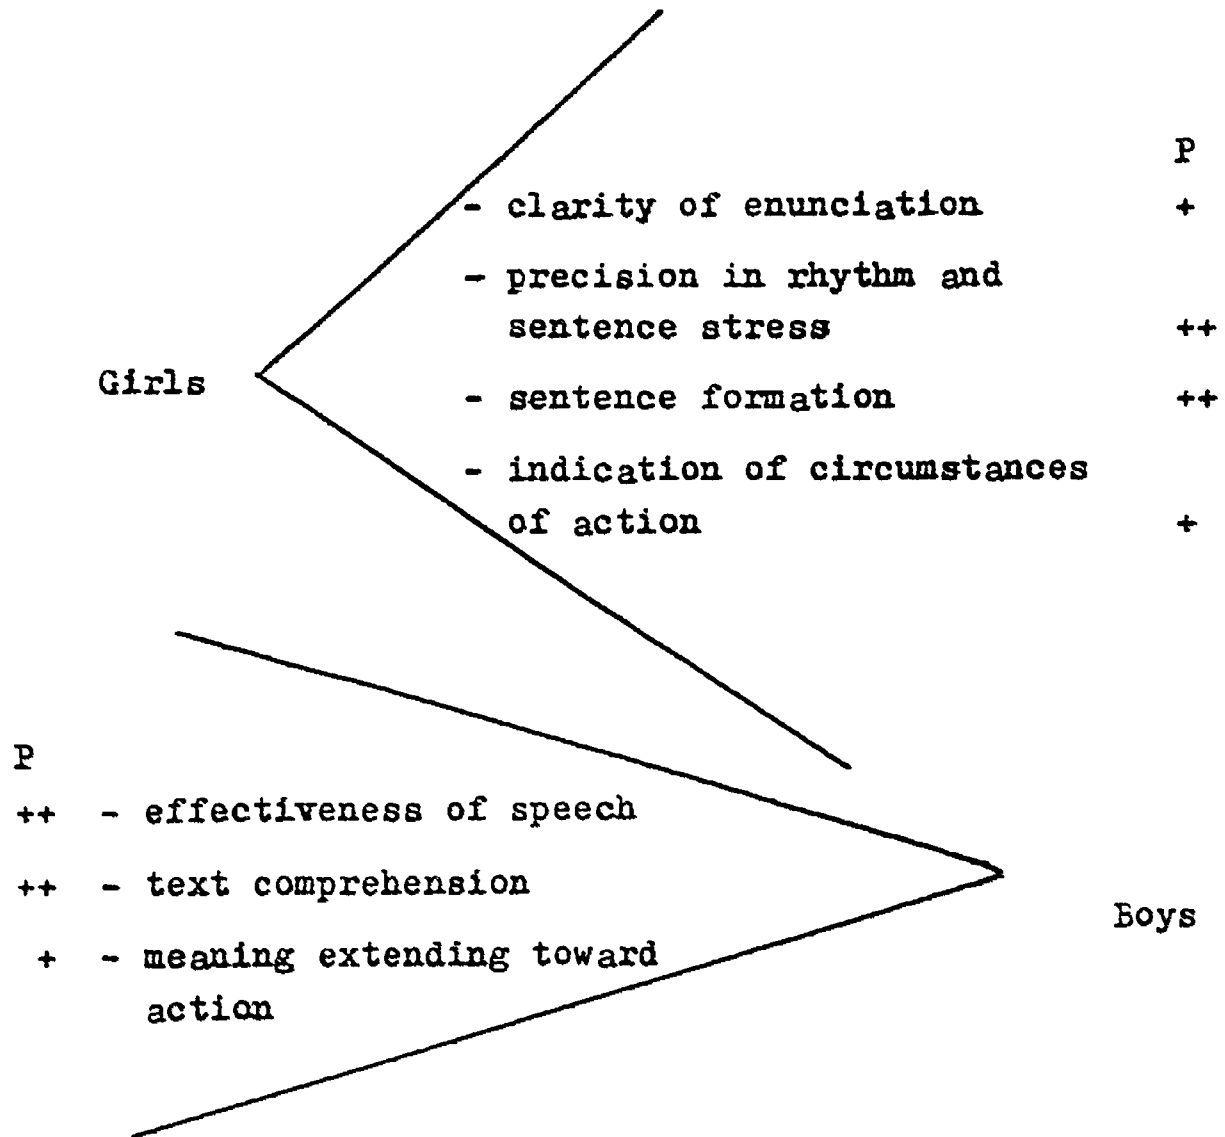 P
- clarity of enunciation +
- precision in rhythm and
sentence stress ++
Girls - sentence formation ++
- indication of circumstances
of action +
P
++ - effectiveness of speech
++ - text comprehension
Boys
+ - meaning extending toward
action